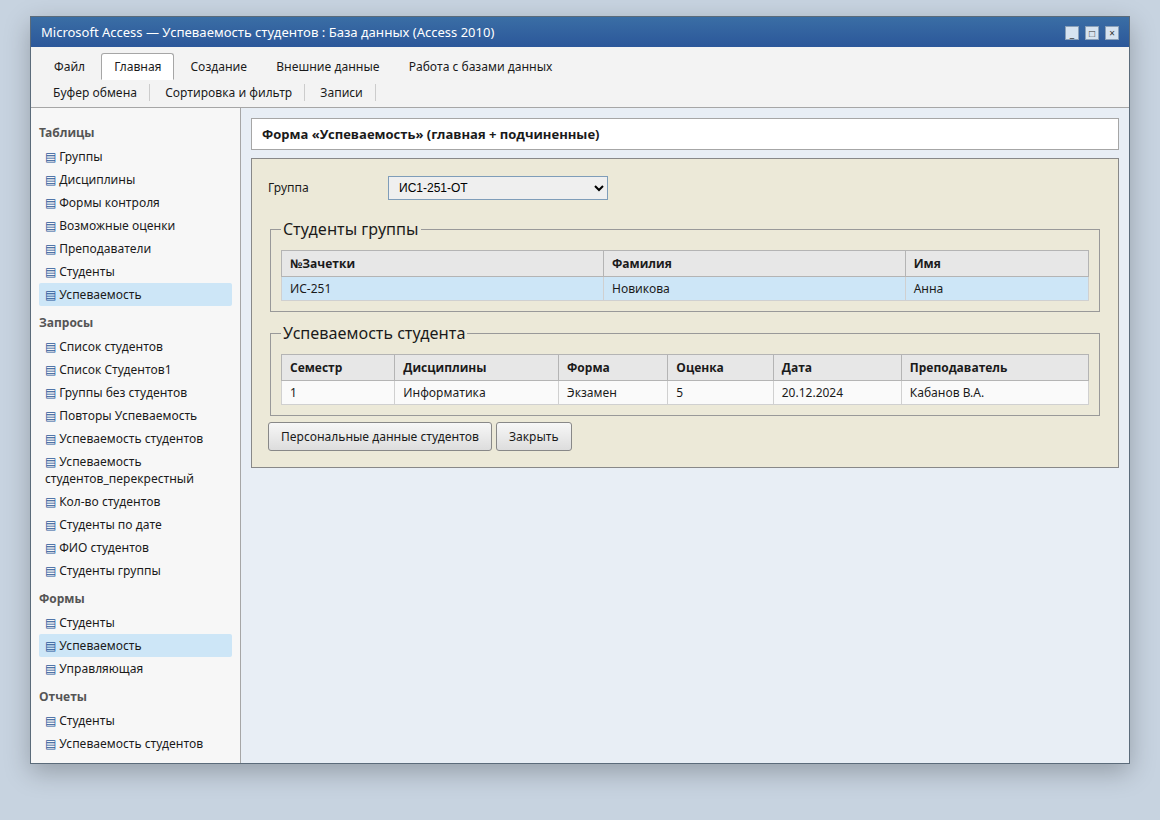 Microsoft Access — Успеваемость студентов : База данных (Access 2010)
Файл Главная Создание Внешние данные Работа с базами данных
Буфер обмена Сортировка и фильтр Записи
Таблицы
Группы
Дисциплины
Формы контроля
Возможные оценки
Преподаватели
Студенты
Успеваемость
Запросы
Список студентов
Список Студентов1
Группы без студентов
Повторы Успеваемость
Успеваемость студентов
Успеваемость
студентов_перекрестный
Кол-во студентов
Студенты по дате
ФИО студентов
Студенты группы
Формы
Студенты
Успеваемость
Управляющая
Отчеты
Студенты
Успеваемость студентов
Форма «Успеваемость» (главная + подчиненные)
Группа ИС1-251-ОТ
Студенты группы
№Зачетки Фамилия Имя
ИС-251 Новикова Анна
Успеваемость студента
Семестр Дисциплины Форма Оценка Дата Преподаватель
1 Информатика Экзамен 5 20.12.2024 Кабанов В.А.
Персональные данные студентов Закрыть